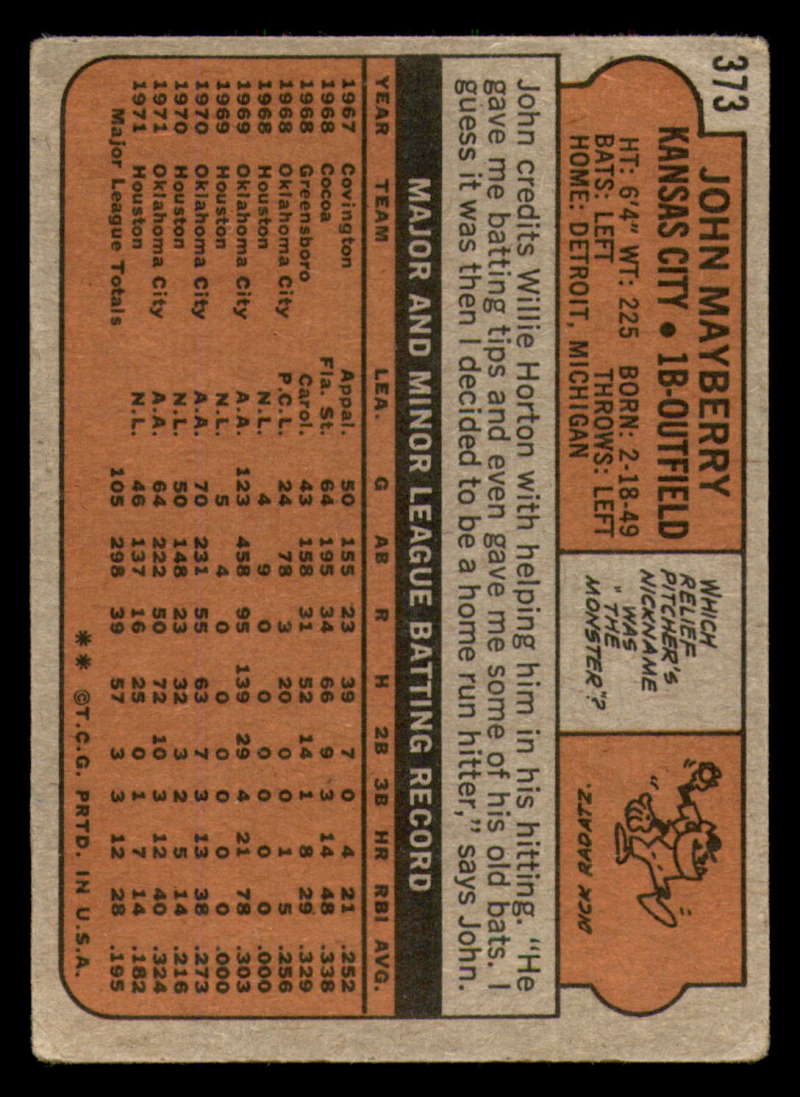 373
JOHN MAYBERRY
KANSAS CITY • 1B-OUTFIELD
HT: 6'4" WT: 225 BORN: 2-18-49
BATS: LEFT THROWS: LEFT
HOME: DETROIT, MICHIGAN
WHICH
RELIEF
PITCHER'S
NICKNAME
WAS
"THE
MONSTER"?
DICK RADATZ.
John credits Willie Horton with helping him in his hitting. "He
gave me batting tips and even gave me some of his old bats. I
guess it was then I decided to be a home run hitter," says John.
MAJOR AND MINOR LEAGUE BATTING RECORD
YEAR TEAM LEA. G AB R H 2B 3B HR RBI AVG.
1967 Covington Appal. 50 155 23 39 7 0 4 21 .252
1968 Cocoa Fla. St. 64 195 34 66 9 3 14 48 .338
1968 Greensboro Carol. 43 158 31 52 14 1 8 29 .329
1968 Oklahoma City P.C.L. 24 78 3 20 0 0 1 5 .256
1968 Houston N.L. 4 9 0 0 0 0 0 0 .000
1969 Oklahoma City A.A. 123 458 95 139 29 4 21 78 .303
1969 Houston N.L. 5 4 0 0 0 0 0 0 .000
1970 Oklahoma City A.A. 70 231 55 63 7 3 13 38 .273
1970 Houston N.L. 50 148 23 32 3 2 5 14 .216
1971 Oklahoma City A.A. 64 222 50 72 10 3 12 40 .324
1971 Houston N.L. 46 137 16 25 0 1 7 14 .182
Major League Totals 105 298 39 57 3 3 12 28 .195
** ©T.C.G. PRTD. IN U.S.A.